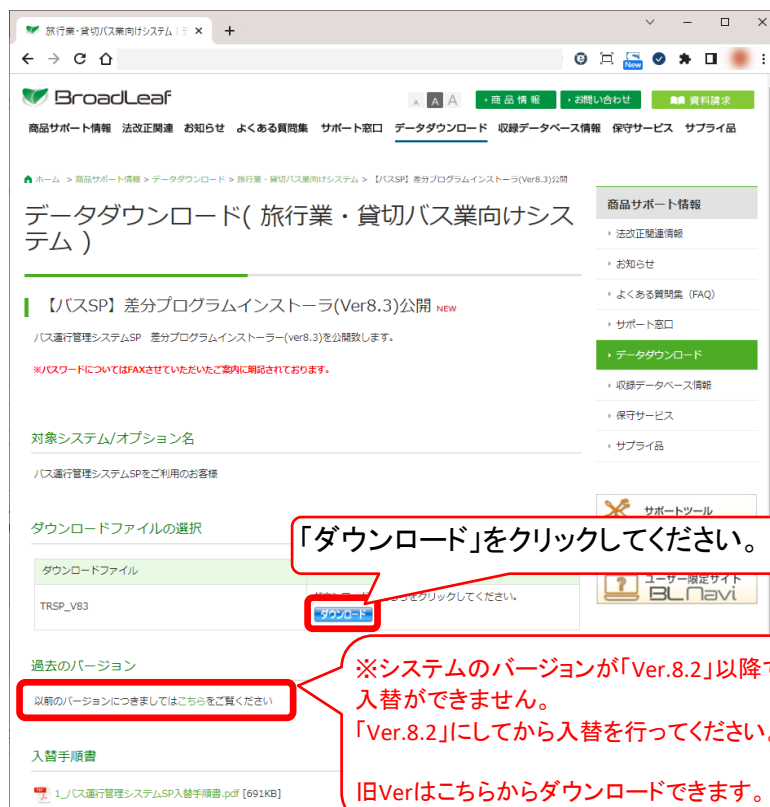 旅行業・貸切バス業向けシステム | ラ
New
BroadLeaf
A A A ・商品情報 ・お問い合わせ 資料請求
商品サポート情報 法改正関連 お知らせ よくある質問集 サポート窓口 データダウンロード 収録データベース情報 保守サービス サプライ品
ホーム > 商品サポート情報 > データダウンロード > 旅行業・貸切バス業向けシステム > 【バスSP】差分プログラムインストーラ(Ver8.3)公開
データダウンロード( 旅行業・貸切バス業向けシス
テム )
【バスSP】差分プログラムインストーラ(Ver8.3)公開 NEW
バス運行管理システムSP 差分プログラムインストーラー(ver8.3)を公開致します。
※パスワードについてはFAXさせていただいたご案内に明記されております。
対象システム/オプション名
バス運行管理システムSPをご利用のお客様
ダウンロードファイルの選択
「ダウンロード」をクリックしてください。
ダウンロードファイル
TRSP_V83
らをクリックしてください。
ダウンロード
過去のバージョン
以前のバージョンにつきましてはこちらをご覧ください
※システムのバージョンが「Ver.8.2」以降で
入替ができません。
「Ver.8.2」にしてから入替を行ってください。
旧Verはこちらからダウンロードできます。
入替手順書
1_バス運行管理システムSP入替手順書.pdf [691KB]
商品サポート情報
法改正関連情報
お知らせ
よくある質問集（FAQ）
サポート窓口
データダウンロード
収録データベース情報
保守サービス
サプライ品
サポートツール
ユーザー限定サイト
BLNavi